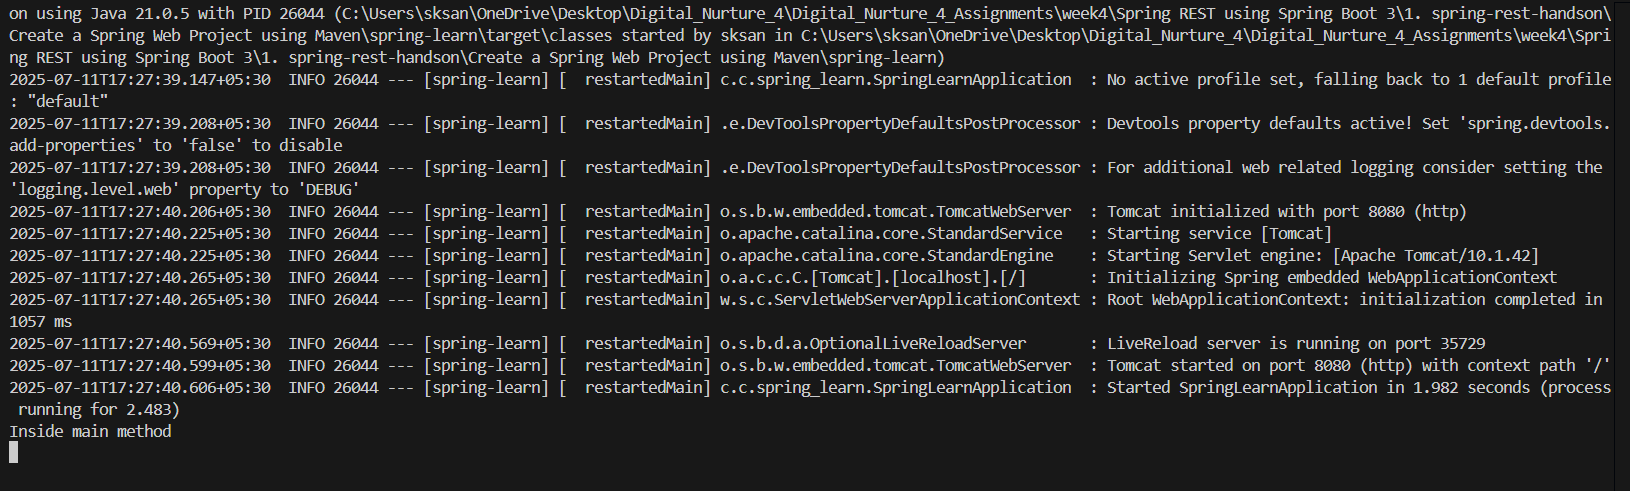 on using Java 21.0.5 with PID 26044 (C:\Users\sksan\OneDrive\Desktop\Digital_Nurture_4\Digital_Nurture_4_Assignments\week4\Spring REST using Spring Boot 3\1. spring-rest-handson\
Create a Spring Web Project using Maven\spring-learn\target\classes started by sksan in C:\Users\sksan\OneDrive\Desktop\Digital_Nurture_4\Digital_Nurture_4_Assignments\week4\Spri
ng REST using Spring Boot 3\1. spring-rest-handson\Create a Spring Web Project using Maven\spring-learn)
2025-07-11T17:27:39.147+05:30  INFO 26044 --- [spring-learn] [  restartedMain] c.c.spring_learn.SpringLearnApplication  : No active profile set, falling back to 1 default profile
: "default"
2025-07-11T17:27:39.208+05:30  INFO 26044 --- [spring-learn] [  restartedMain] .e.DevToolsPropertyDefaultsPostProcessor : Devtools property defaults active! Set 'spring.devtools.
add-properties' to 'false' to disable
2025-07-11T17:27:39.208+05:30  INFO 26044 --- [spring-learn] [  restartedMain] .e.DevToolsPropertyDefaultsPostProcessor : For additional web related logging consider setting the
'logging.level.web' property to 'DEBUG'
2025-07-11T17:27:40.206+05:30  INFO 26044 --- [spring-learn] [  restartedMain] o.s.b.w.embedded.tomcat.TomcatWebServer  : Tomcat initialized with port 8080 (http)
2025-07-11T17:27:40.225+05:30  INFO 26044 --- [spring-learn] [  restartedMain] o.apache.catalina.core.StandardService   : Starting service [Tomcat]
2025-07-11T17:27:40.225+05:30  INFO 26044 --- [spring-learn] [  restartedMain] o.apache.catalina.core.StandardEngine    : Starting Servlet engine: [Apache Tomcat/10.1.42]
2025-07-11T17:27:40.265+05:30  INFO 26044 --- [spring-learn] [  restartedMain] o.a.c.c.C.[Tomcat].[localhost].[/]       : Initializing Spring embedded WebApplicationContext
2025-07-11T17:27:40.265+05:30  INFO 26044 --- [spring-learn] [  restartedMain] w.s.c.ServletWebServerApplicationContext : Root WebApplicationContext: initialization completed in
1057 ms
2025-07-11T17:27:40.569+05:30  INFO 26044 --- [spring-learn] [  restartedMain] o.s.b.d.a.OptionalLiveReloadServer       : LiveReload server is running on port 35729
2025-07-11T17:27:40.599+05:30  INFO 26044 --- [spring-learn] [  restartedMain] o.s.b.w.embedded.tomcat.TomcatWebServer  : Tomcat started on port 8080 (http) with context path '/'
2025-07-11T17:27:40.606+05:30  INFO 26044 --- [spring-learn] [  restartedMain] c.c.spring_learn.SpringLearnApplication  : Started SpringLearnApplication in 1.982 seconds (process
 running for 2.483)
Inside main method